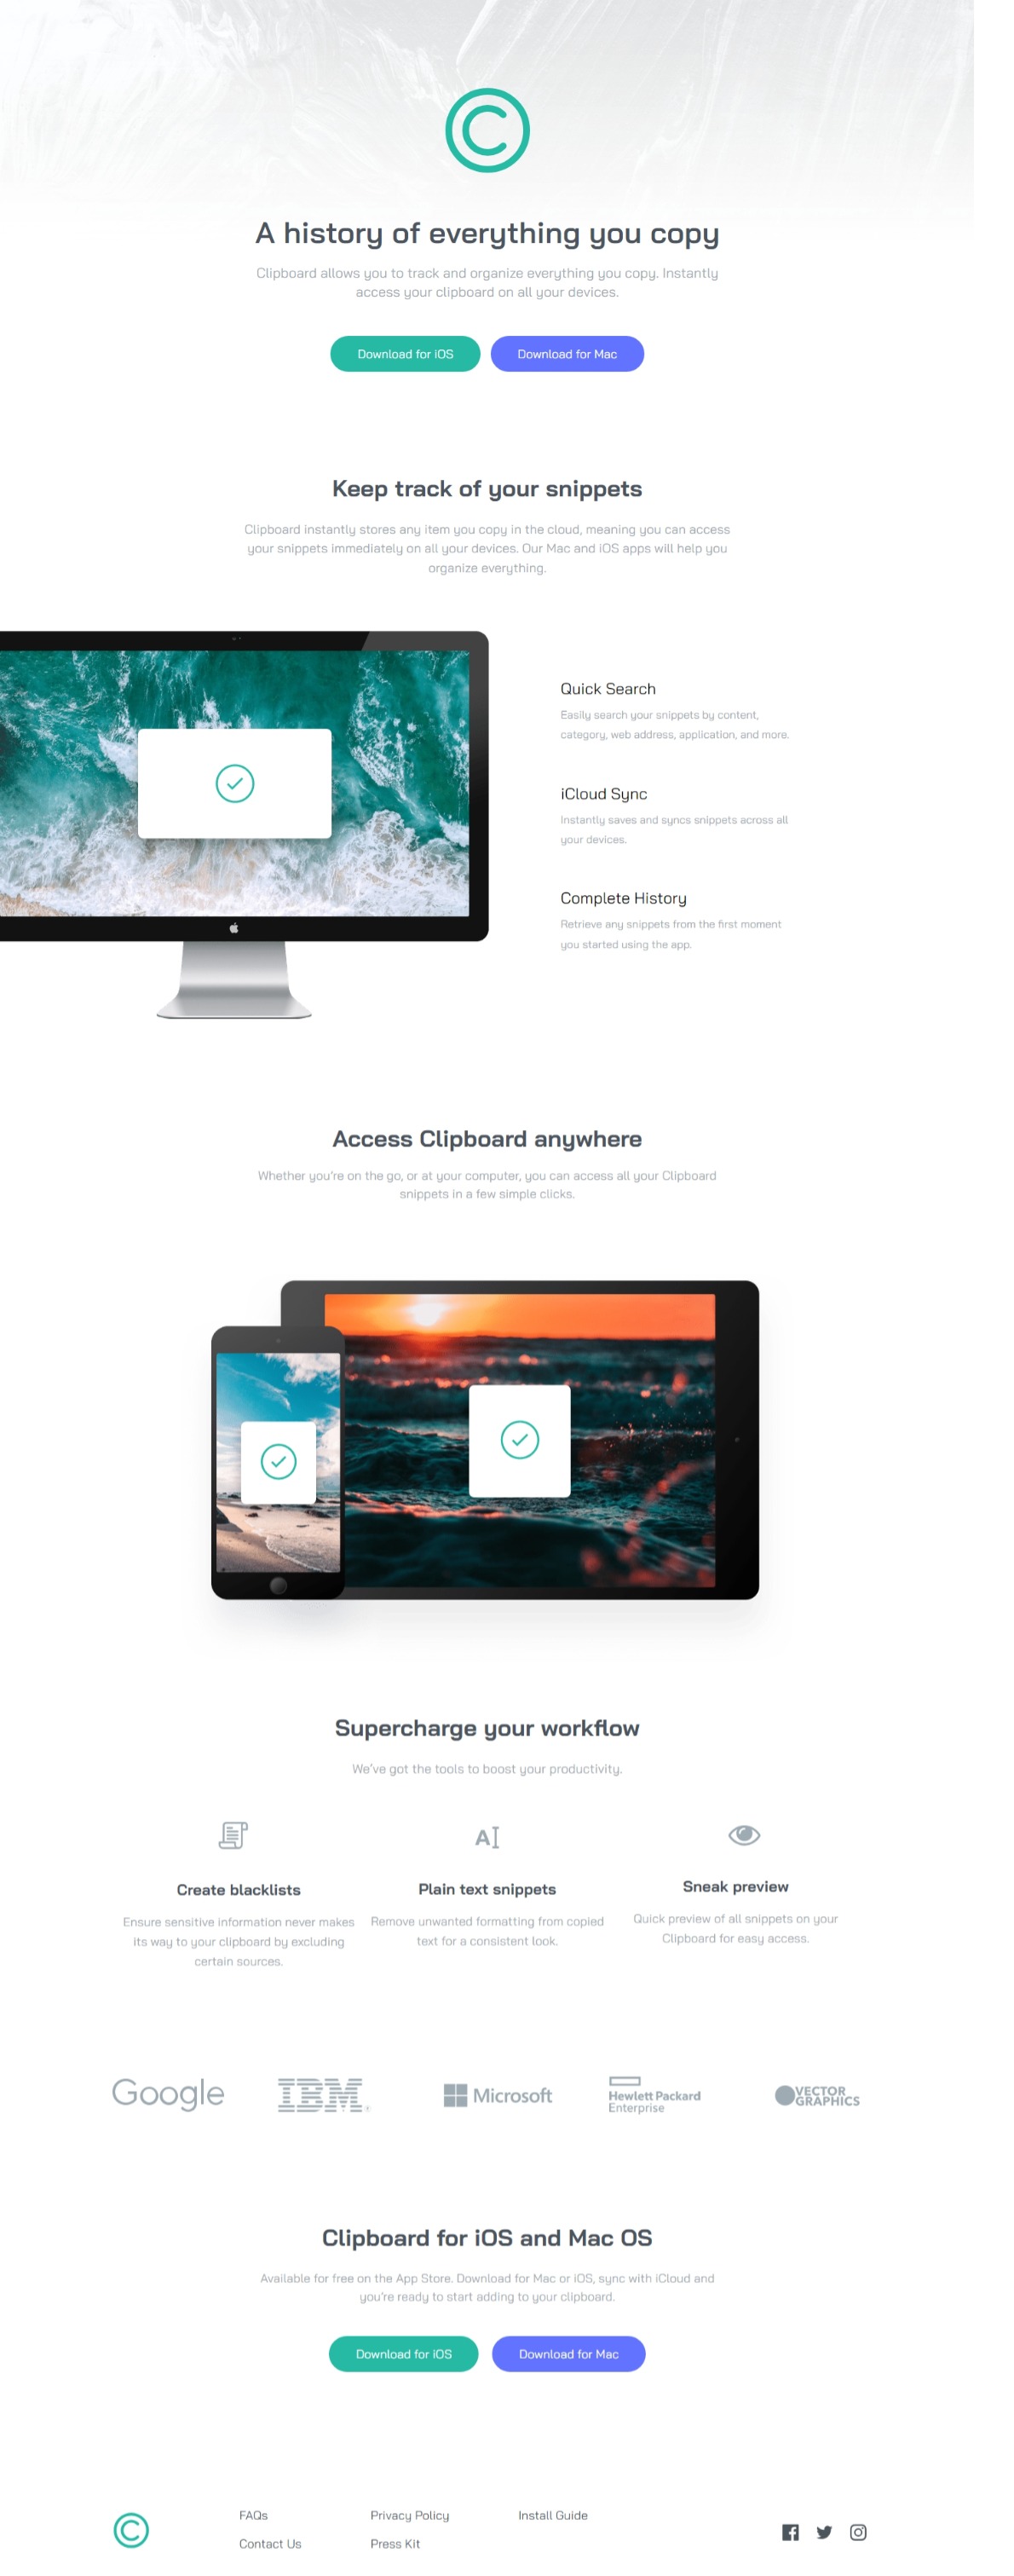 A history of everything you copy
Clipboard allows you to track and organize everything you copy. Instantly
access your clipboard on all your devices.
Download for iOS
Download for Mac
Keep track of your snippets
Clipboard instantly stores any item you copy in the cloud, meaning you can access
your snippets immediately on all your devices. Our Mac and iOS apps will help you
organize everything.
Quick Search
Easily search your snippets by content,
category, web address, application, and more.
iCloud Sync
Instantly saves and syncs snippets across all
your devices.
Complete History
Retrieve any snippets from the first moment
you started using the app.
Access Clipboard anywhere
Whether you're on the go, or at your computer, you can access all your Clipboard
snippets in a few simple clicks.
Supercharge your workflow
We've got the tools to boost your productivity.
Create blacklists
Ensure sensitive information never makes
its way to your clipboard by excluding
certain sources.
Plain text snippets
Remove unwanted formatting from copied
text for a consistent look.
Sneak preview
Quick preview of all snippets on your
Clipboard for easy access.
Google
IBM
Microsoft
Hewlett Packard
Enterprise
VECTOR
GRAPHICS
Clipboard for iOS and Mac OS
Available for free on the App Store. Download for Mac or iOS, sync with iCloud and
you're ready to start adding to your clipboard.
Download for iOS
Download for Mac
FAQs
Contact Us
Privacy Policy
Press Kit
Install Guide